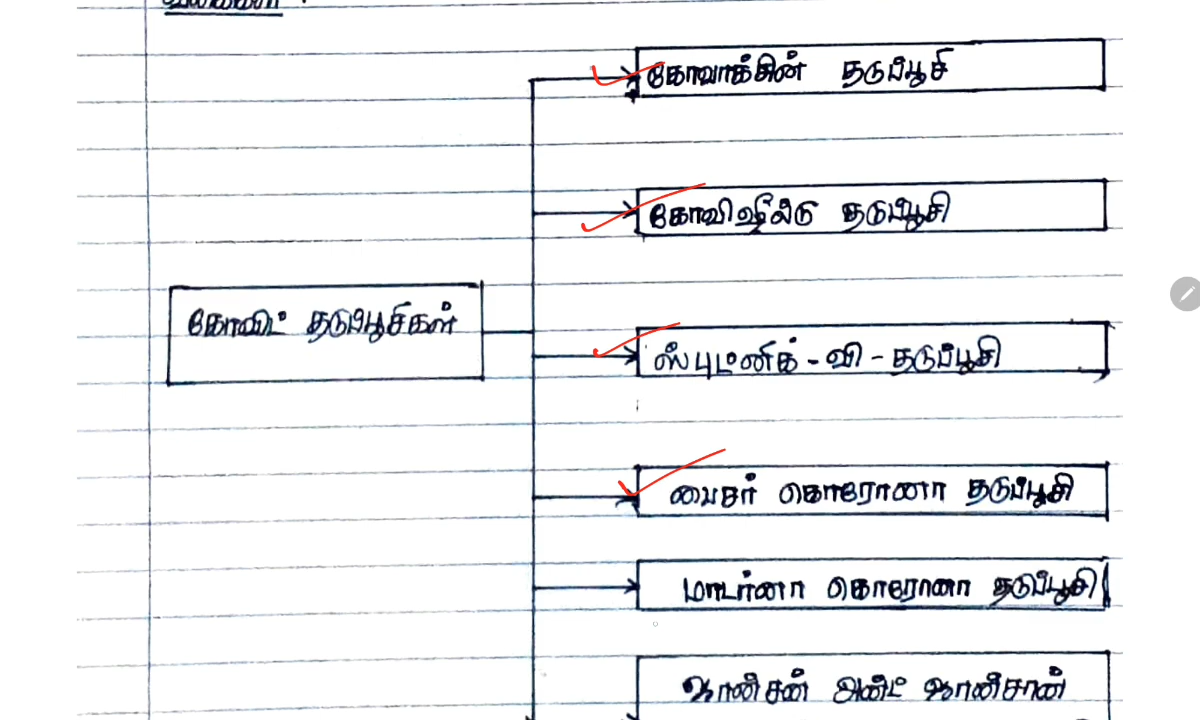 கோவாக்சின் தடுப்பூசி
கோவிஷீல்டு தடுப்பூசி
கோவிட் தடுப்பூசிகள்
ஸ்புட்னிக் - வி - தடுப்பூசி
பைசர் கொரோனா தடுப்பூசி
மாடர்னா கொரோனா தடுப்பூசி
ஜான்சன் அண்ட் ஜான்சான்